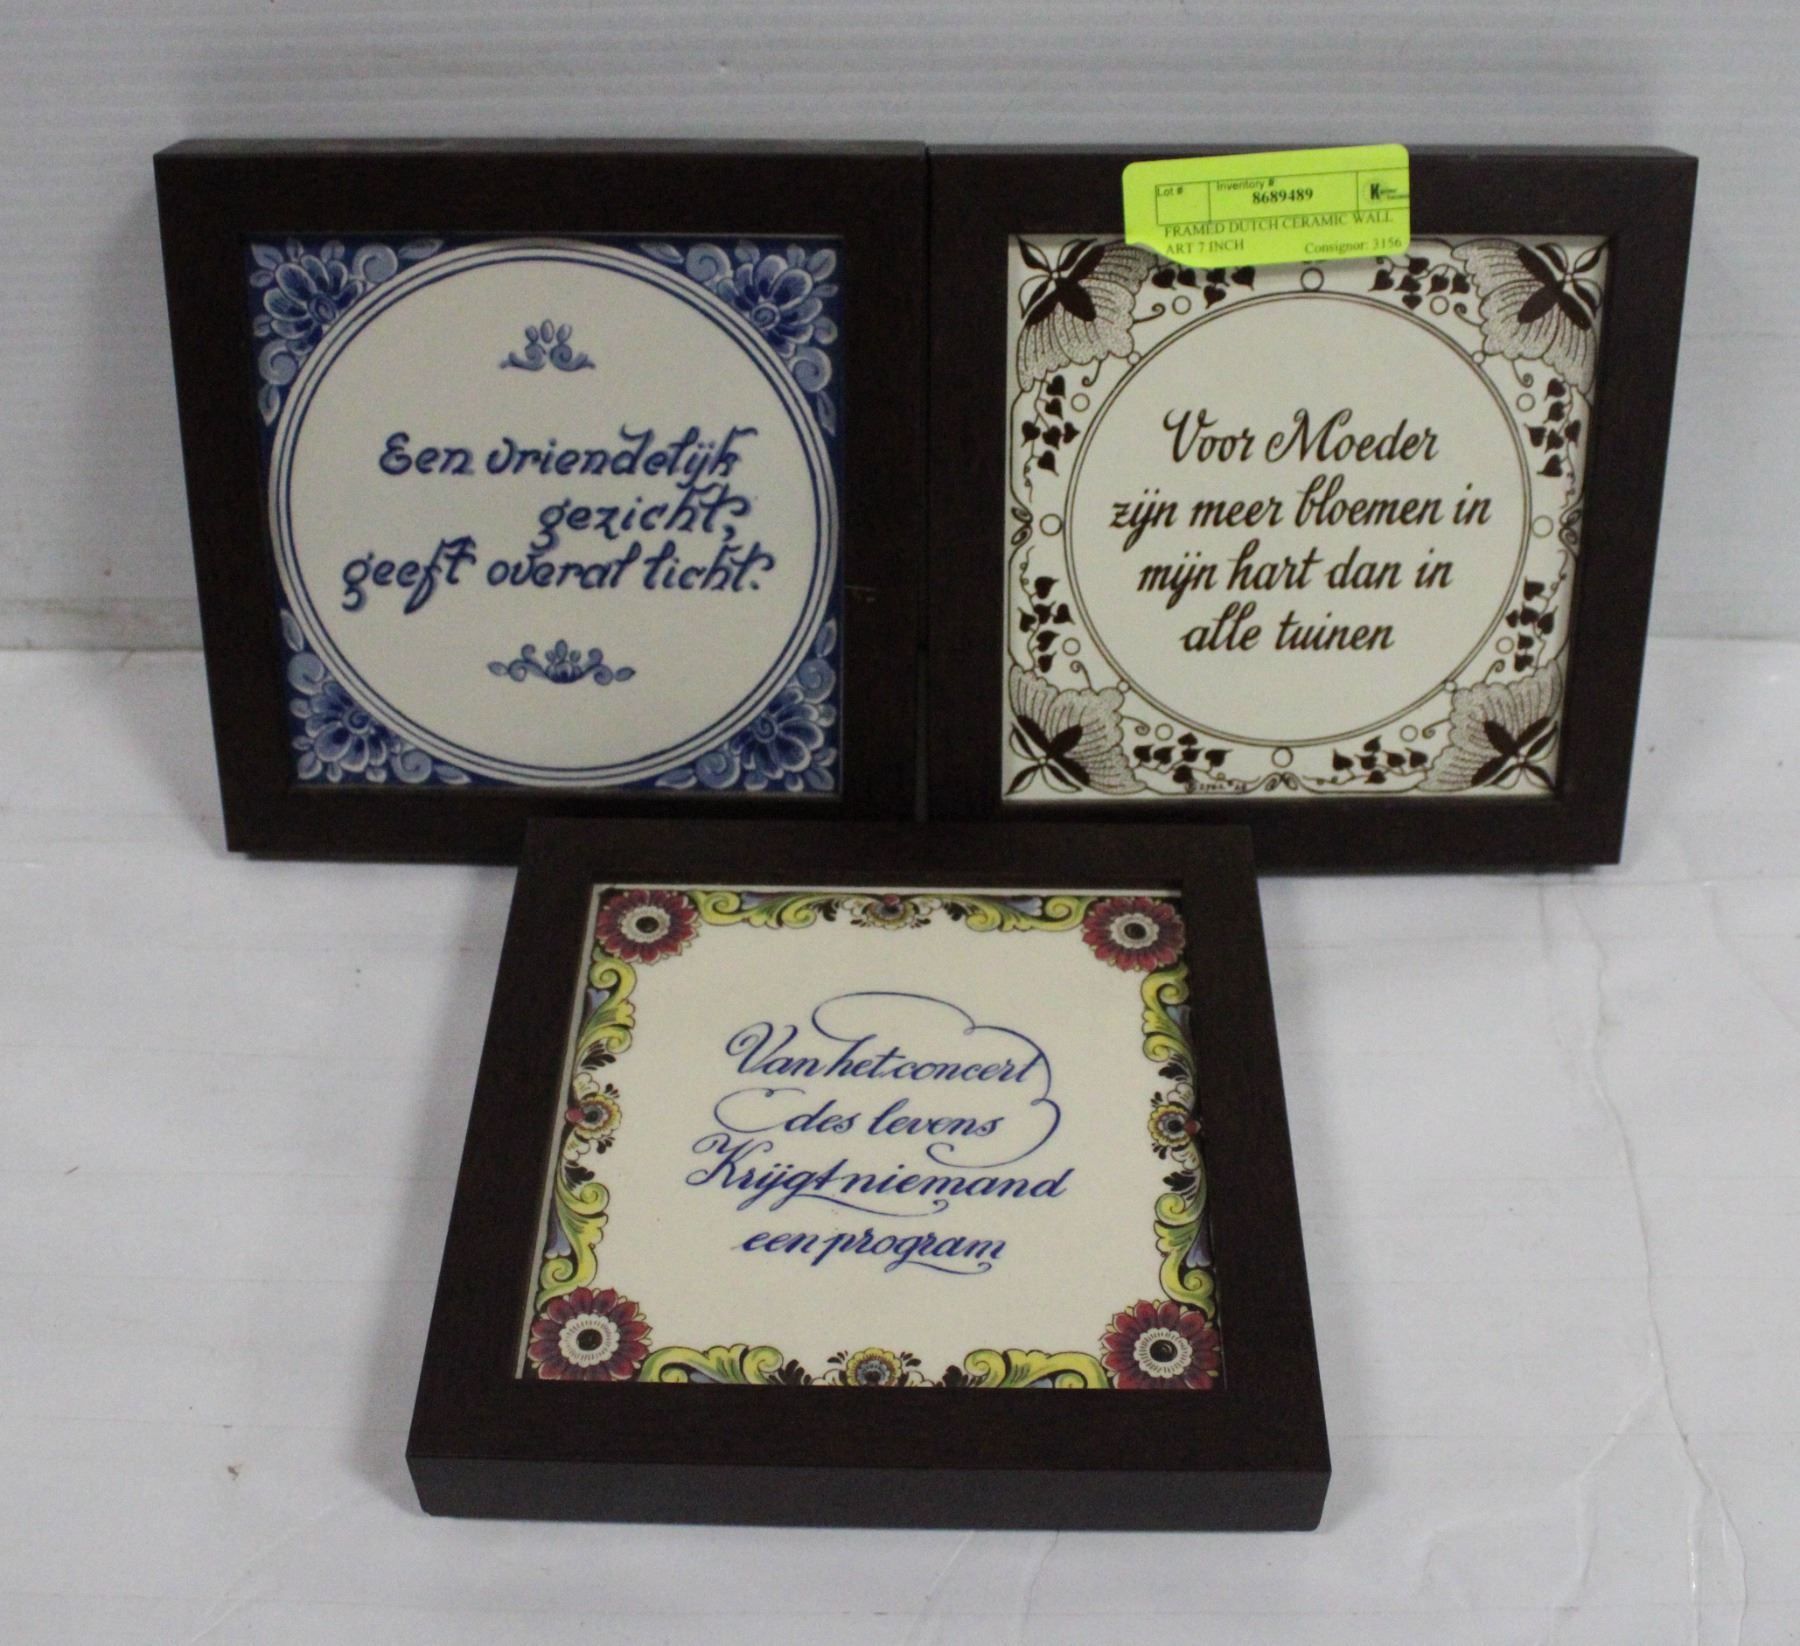 Een vriendelijk
gezicht,
geeft overal licht.
Lot #
Inventory #
8689489
FRAMED DUTCH CERAMIC WALL
ART 7 INCH
Consignor: 3156
Voor Moeder
zijn meer bloemen in
mijn hart dan in
alle tuinen
Van het concert
des levens
Krijgt niemand
een program